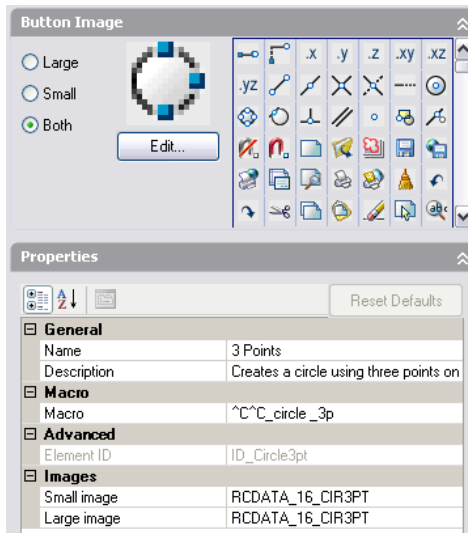 Button Image
Large
Small
Both
Edit...
.x .y .z .xy .xz
.yz
abc
Properties
Reset Defaults
General
Name 3 Points
Description Creates a circle using three points on
Macro
Macro ^C^C_circle _3p
Advanced
Element ID ID_Circle3pt
Images
Small image RCDATA_16_CIR3PT
Large image RCDATA_16_CIR3PT